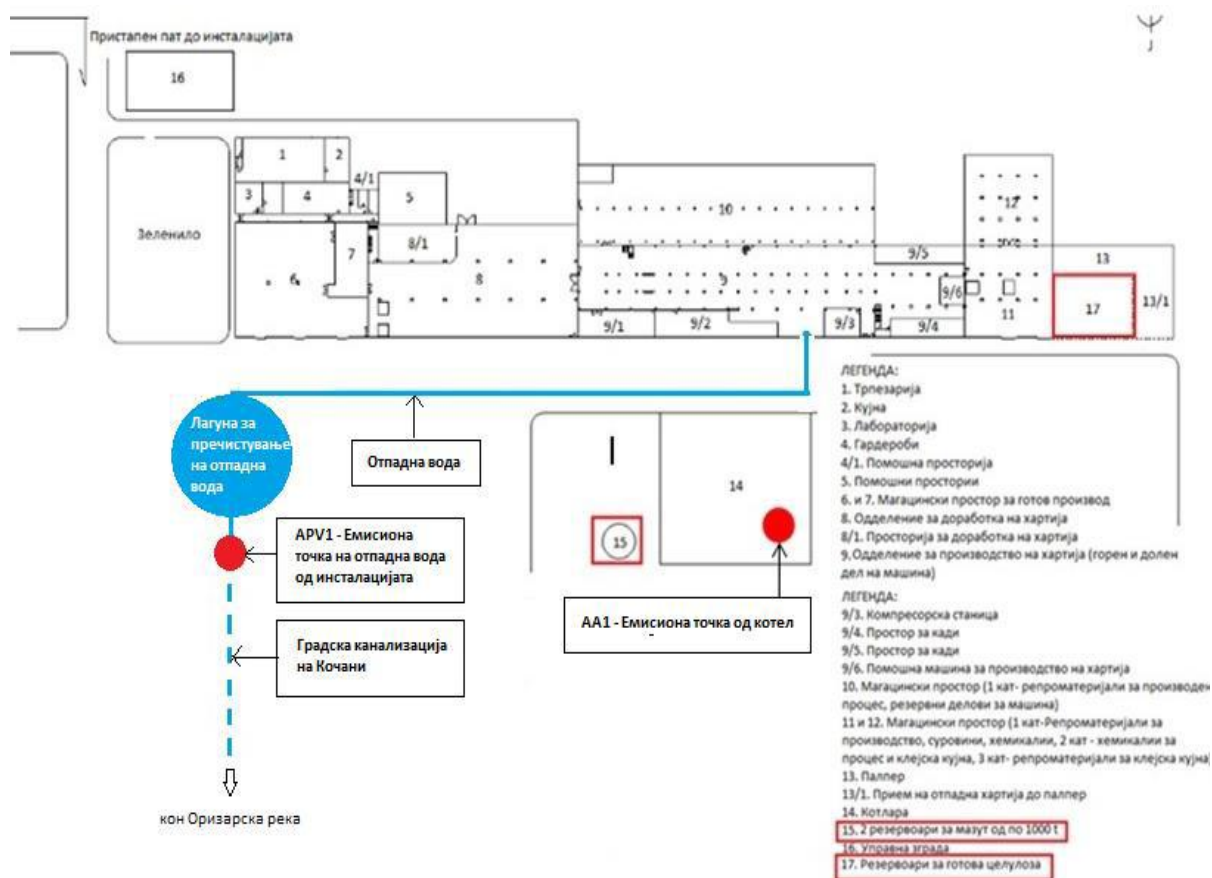 Пристапен пат до инсталацијата
Ј
16
1
2
3
4
4/1
5
Зеленило
6
7
8/1
8
10
9
9/1
9/2
9/3
9/4
9/5
9/6
12
11
13
17
13/1
Лагуна за
пречистување
на отпадна
вода
Отпадна вода
APV1 - Емисиона
точка на отпадна вода
од инсталацијата
Градска канализација
на Кочани
кон Оризарска река
14
15
АА1 - Емисиона точка од котел
ЛЕГЕНДА:
1. Трпезарија
2. Кујна
3. Лабораторија
4. Гардероби
4/1. Помошна просторија
5. Помошни простории
6. и 7. Магацински простор за готов производ
8. Одделение за доработка на хартија
8/1. Просторија за доработка на хартија
9.Одделение за производство на хартија (горен и долен
дел на машина)
ЛЕГЕНДА:
9/3. Компресорска станица
9/4. Простор за кади
9/5. Простор за кади
9/6. Помошна машина за производство на хартија
10. Магацински простор (1 кат- репроматеријали за производен
процес, резервни делови за машина)
11 и 12. Магацински простор (1 кат-Репроматеријали за
производство, суровини, хемикалии, 2 кат - хемикалии за
процес и клејска кујна, 3 кат- репроматеријали за клејска кујна)
13. Палпер
13/1. Прием на отпадна хартија до палпер
14. Котлара
15. 2 резервоари за мазут од по 1000 t
16. Управна зграда
17. Резервоари за готова целулоза